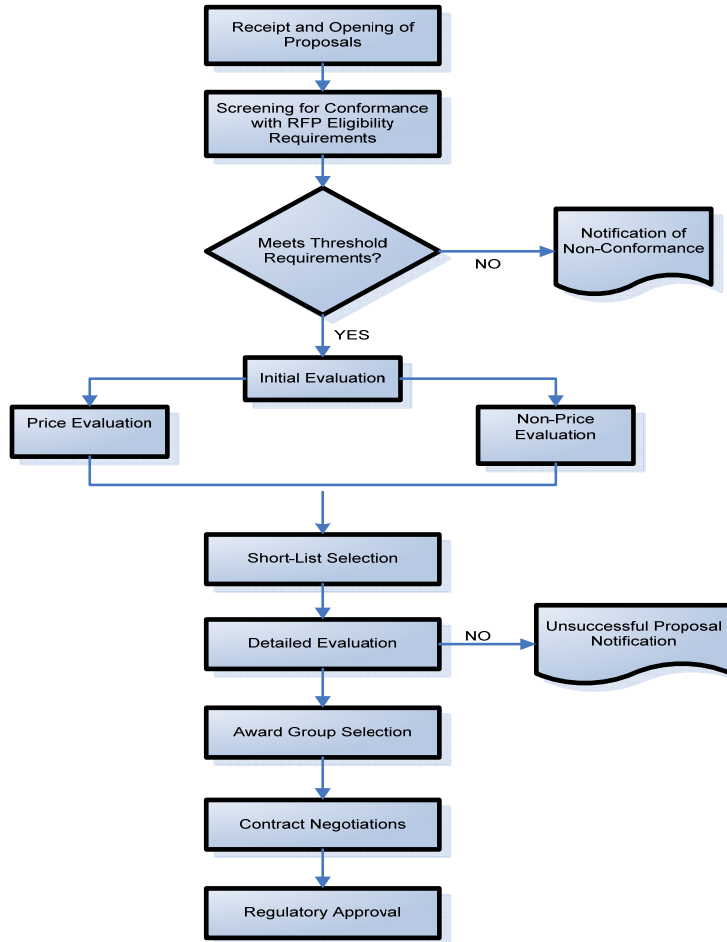 Receipt and Opening of
Proposals
Screening for Conformance
with RFP Eligibility
Requirements
Meets Threshold
Requirements?
NO
Notification of
Non-Conformance
YES
Initial Evaluation
Price Evaluation
Non-Price
Evaluation
Short-List Selection
Detailed Evaluation
NO
Unsuccessful Proposal
Notification
Award Group Selection
Contract Negotiations
Regulatory Approval